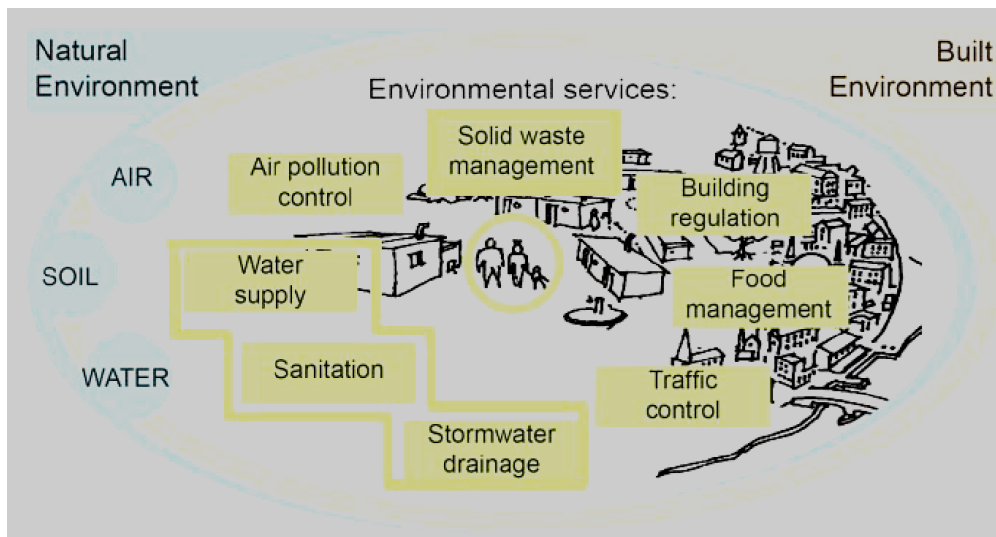 Natural
Environment
Built
Environment
Environmental services:
Solid waste
management
Air pollution
control
AIR
Building
regulation
SOIL
Water
supply
Food
management
WATER
Sanitation
Traffic
control
Stormwater
drainage